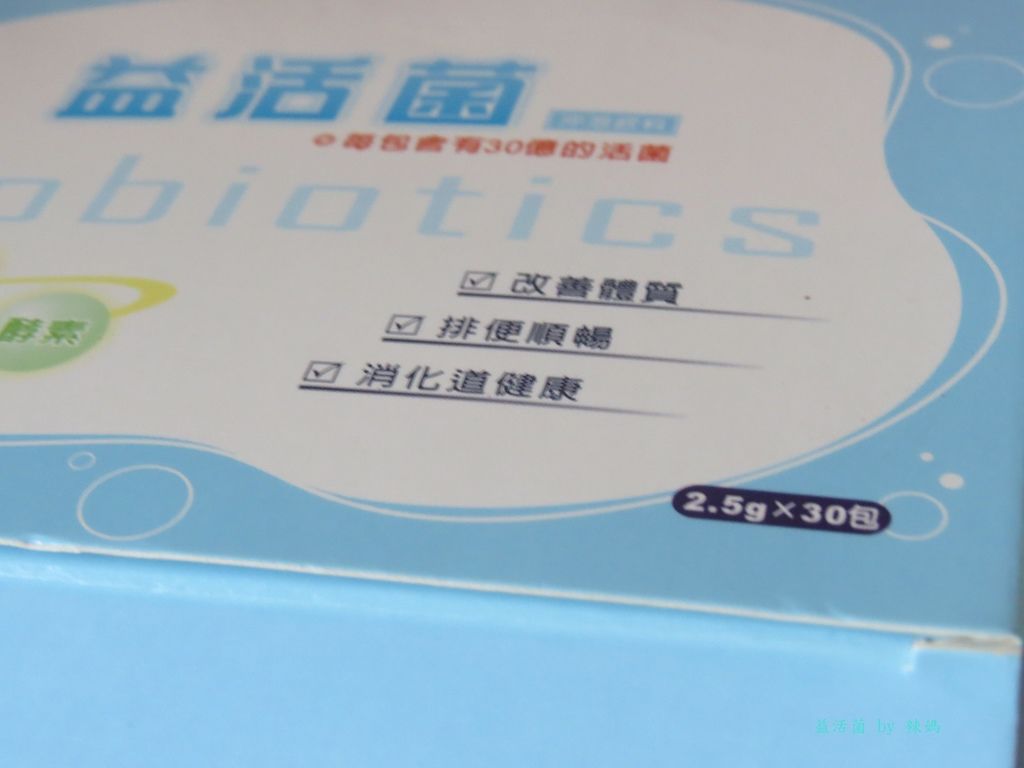 益活菌
每包含有30億的活菌
obiotics
酵素
☑ 改善體質
☑ 排便順暢
☑ 消化道健康
2.5g×30包
益活菌 by 辣媽